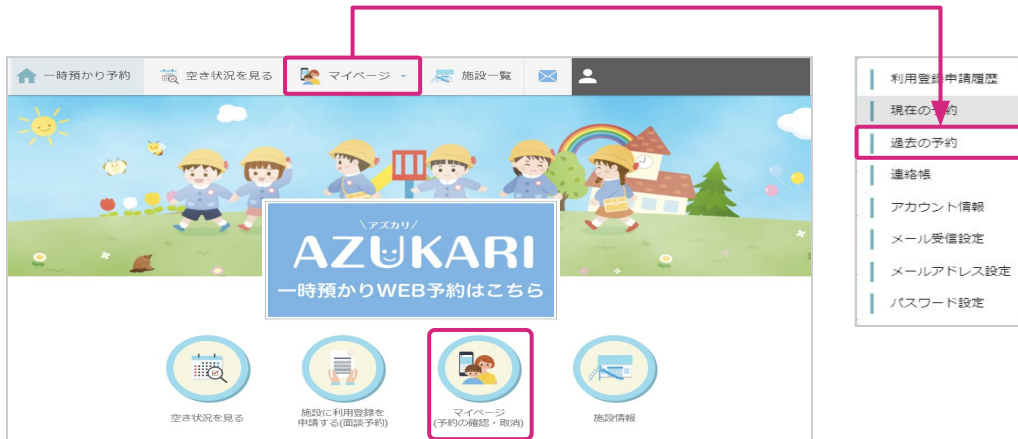 一時預かり予約
空き状況を見る
マイページ
施設一覧
\アズカリ/
AZUKARI
一時預かりWEB予約はこちら
空き状況を見る
施設に利用登録を
申請する(面談予約)
マイページ
(予約の確認・取消)
施設情報
利用登録申請履歴
現在の予約
過去の予約
連絡帳
アカウント情報
メール受信設定
メールアドレス設定
パスワード設定